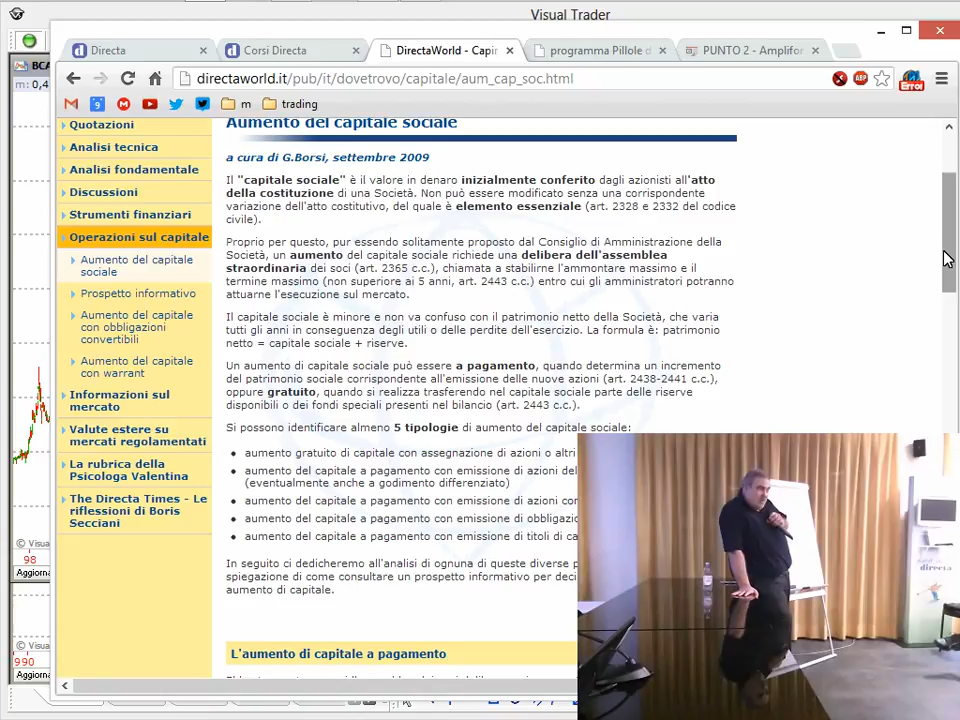 Visual Trader
Directa
Corsi Directa
DirectaWorld - Capit
programma Pillole d
PUNTO 2 - Amplifor
directaworld.it/pub/it/dovetrovo/capitale/aum_cap_soc.html
ABP
Error
m
trading
BCA
m: 0,4
Quotazioni
Analisi tecnica
Analisi fondamentale
Discussioni
Strumenti finanziari
Operazioni sul capitale
Aumento del capitale
sociale
Prospetto informativo
Aumento del capitale
con obbligazioni
convertibili
Aumento del capitale
con warrant
Informazioni sul
mercato
Valute estere su
mercati regolamentati
La rubrica della
Psicologa Valentina
The Directa Times - Le
riflessioni di Boris
Secciani
Aumento del capitale sociale
a cura di G.Borsi, settembre 2009
Il "capitale sociale" è il valore in denaro inizialmente conferito dagli azionisti all'atto
della costituzione di una Società. Non può essere modificato senza una corrispondente
variazione dell'atto costitutivo, del quale è elemento essenziale (art. 2328 e 2332 del codice
civile).
Proprio per questo, pur essendo solitamente proposto dal Consiglio di Amministrazione della
Società, un aumento del capitale sociale richiede una delibera dell'assemblea
straordinaria dei soci (art. 2365 c.c.), chiamata a stabilirne l'ammontare massimo e il
termine massimo (non superiore ai 5 anni, art. 2443 c.c.) entro cui gli amministratori potranno
attuarne l'esecuzione sul mercato.
Il capitale sociale è minore e non va confuso con il patrimonio netto della Società, che varia
tutti gli anni in conseguenza degli utili o delle perdite dell'esercizio. La formula è: patrimonio
netto = capitale sociale + riserve.
Un aumento di capitale sociale può essere a pagamento, quando determina un incremento
del patrimonio sociale corrispondente all'emissione delle nuove azioni (art. 2438-2441 c.c.),
oppure gratuito, quando si realizza trasferendo nel capitale sociale parte delle riserve
disponibili o dei fondi speciali presenti nel bilancio (art. 2443 c.c.).
Si possono identificare almeno 5 tipologie di aumento del capitale sociale:
aumento gratuito di capitale con assegnazione di azioni o altri
aumento del capitale a pagamento con emissione di azioni del
(eventualmente anche a godimento differenziato)
aumento del capitale a pagamento con emissione di azioni con
aumento del capitale a pagamento con emissione di obbligazio
aumento del capitale a pagamento con emissione di titoli di ca
In seguito ci dedicheremo all'analisi di ognuna di queste diverse p
spiegazione di come consultare un prospetto informativo per deci
aumento di capitale.
L'aumento di capitale a pagamento
© Visua
98
Aggiorna
© Visua
990
Aggiorna
directa